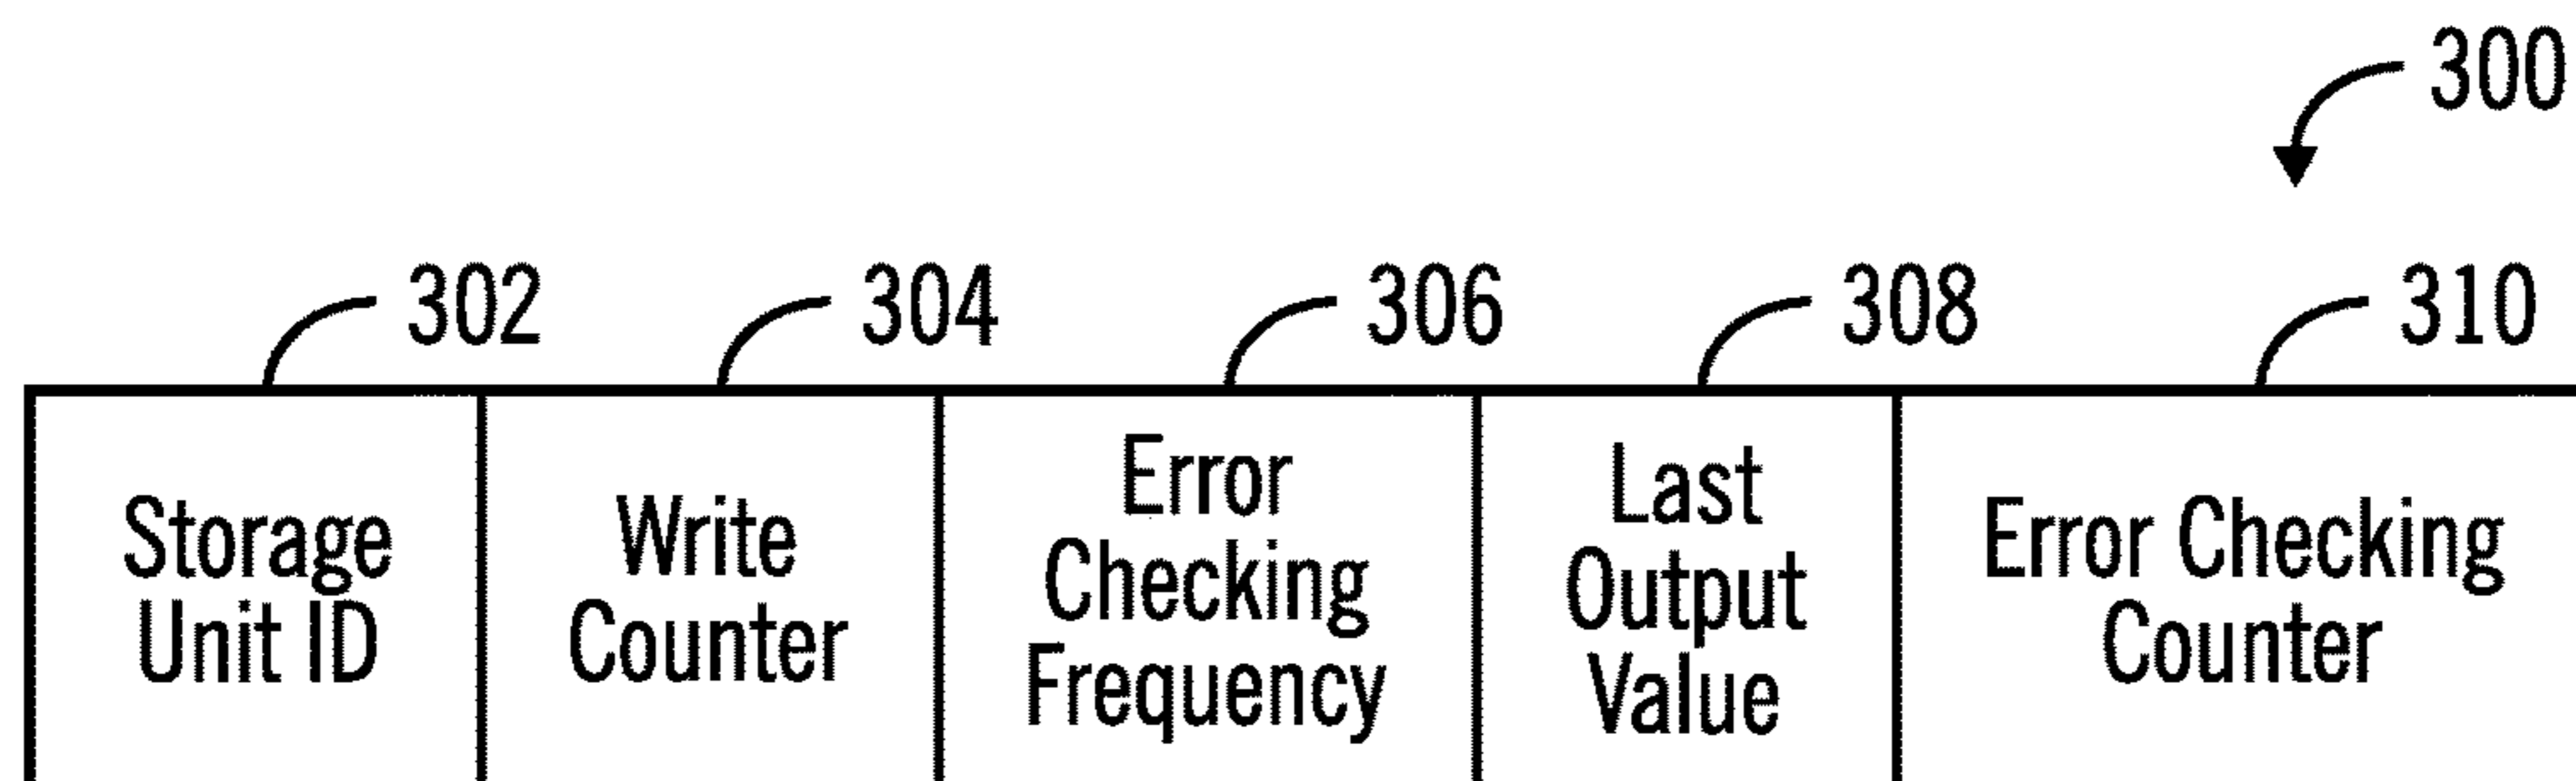 300
302
304
306
308
310
Storage
Unit ID
Write
Counter
Error
Checking
Frequency
Last
Output
Value
Error Checking
Counter